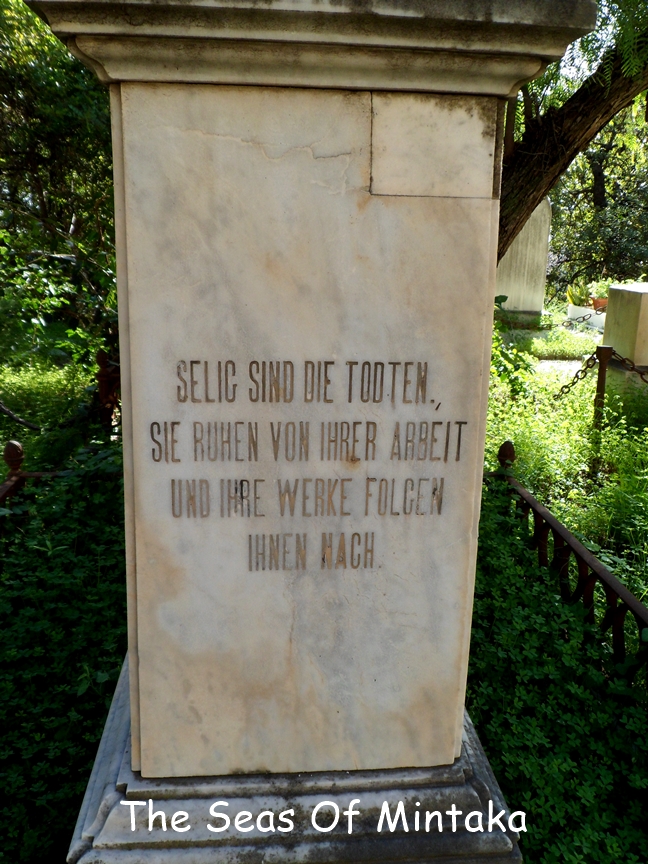 SELIG SIND DIE TODTEN.,
SIE RUHEN VON IHRER ARBEIT
UND IHRE WERKE FOLGEN
IHNEN NACH.
The Seas Of Mintaka